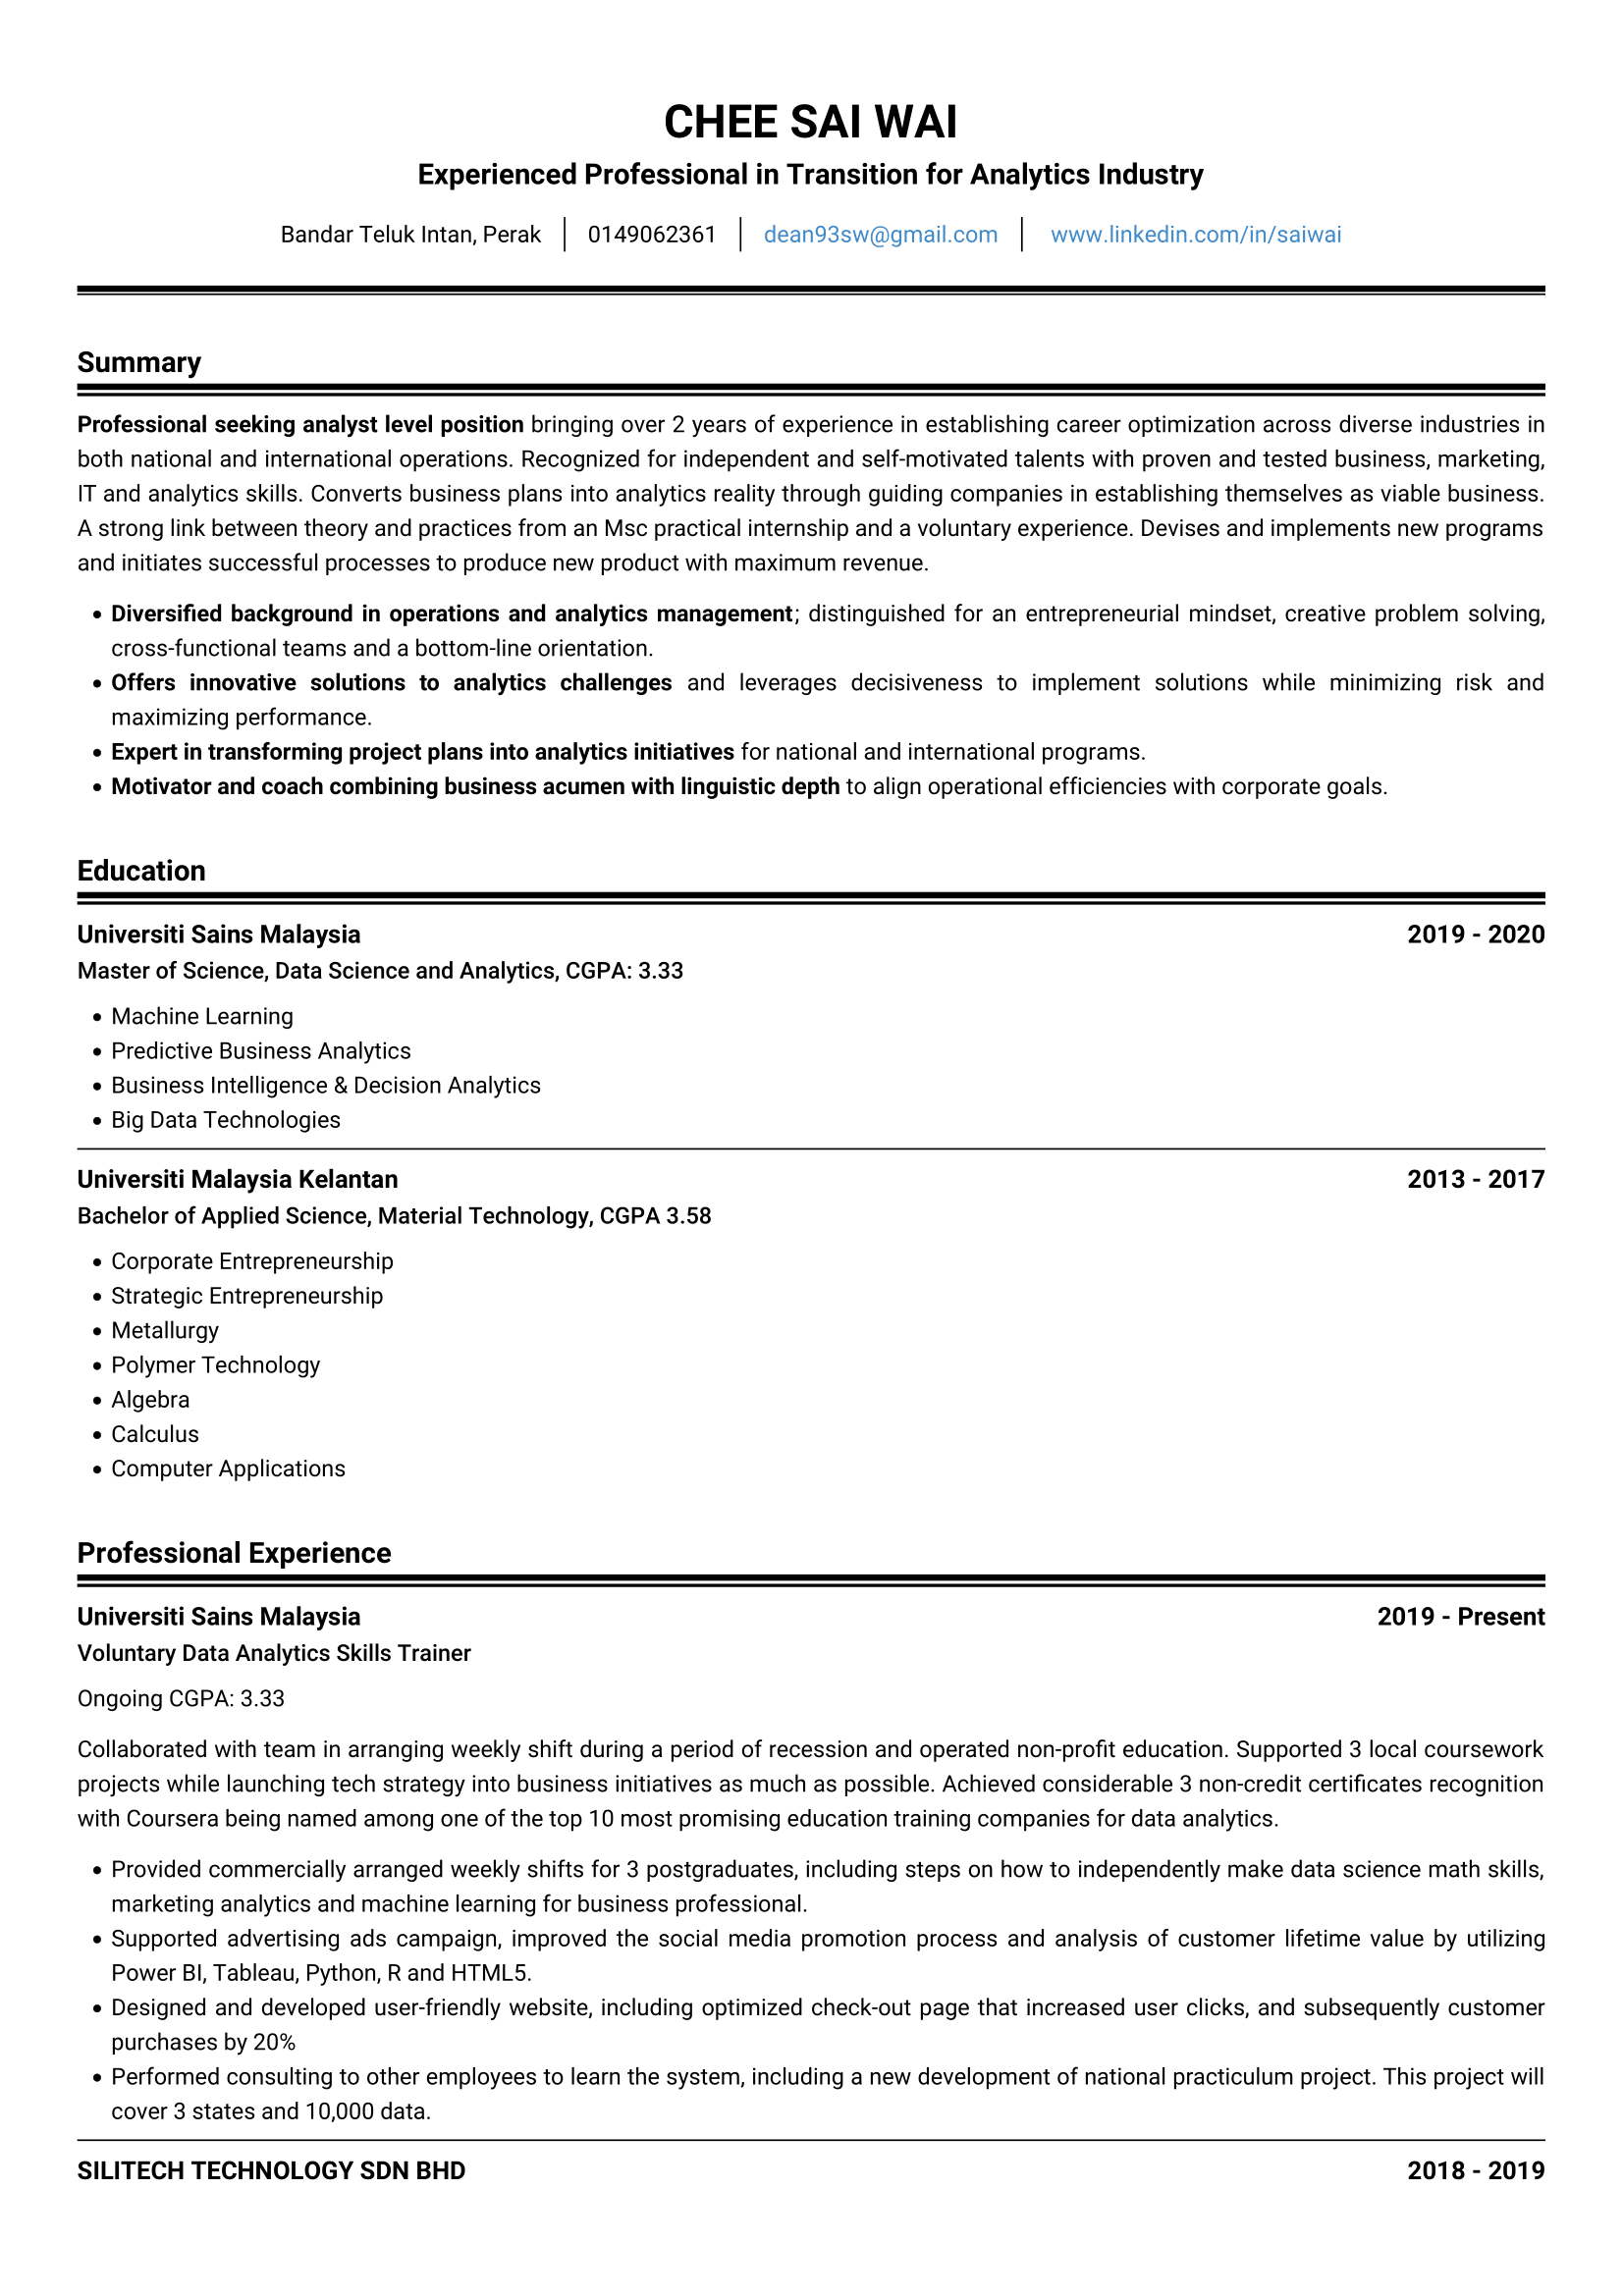 CHEE SAI WAI
Experienced Professional in Transition for Analytics Industry
Bandar Teluk Intan, Perak | 0149062361 | dean93sw@gmail.com | www.linkedin.com/in/saiwai
Summary
Professional seeking analyst level position bringing over 2 years of experience in establishing career optimization across diverse industries in
both national and international operations. Recognized for independent and self-motivated talents with proven and tested business, marketing,
IT and analytics skills. Converts business plans into analytics reality through guiding companies in establishing themselves as viable business.
A strong link between theory and practices from an Msc practical internship and a voluntary experience. Devises and implements new programs
and initiates successful processes to produce new product with maximum revenue.
• Diversified background in operations and analytics management; distinguished for an entrepreneurial mindset, creative problem solving,
cross-functional teams and a bottom-line orientation.
• Offers innovative solutions to analytics challenges and leverages decisiveness to implement solutions while minimizing risk and
maximizing performance.
• Expert in transforming project plans into analytics initiatives for national and international programs.
• Motivator and coach combining business acumen with linguistic depth to align operational efficiencies with corporate goals.
Education
Universiti Sains Malaysia 2019 - 2020
Master of Science, Data Science and Analytics, CGPA: 3.33
• Machine Learning
• Predictive Business Analytics
• Business Intelligence & Decision Analytics
• Big Data Technologies
Universiti Malaysia Kelantan 2013 - 2017
Bachelor of Applied Science, Material Technology, CGPA 3.58
• Corporate Entrepreneurship
• Strategic Entrepreneurship
• Metallurgy
• Polymer Technology
• Algebra
• Calculus
• Computer Applications
Professional Experience
Universiti Sains Malaysia 2019 - Present
Voluntary Data Analytics Skills Trainer
Ongoing CGPA: 3.33
Collaborated with team in arranging weekly shift during a period of recession and operated non-profit education. Supported 3 local coursework
projects while launching tech strategy into business initiatives as much as possible. Achieved considerable 3 non-credit certificates recognition
with Coursera being named among one of the top 10 most promising education training companies for data analytics.
• Provided commercially arranged weekly shifts for 3 postgraduates, including steps on how to independently make data science math skills,
marketing analytics and machine learning for business professional.
• Supported advertising ads campaign, improved the social media promotion process and analysis of customer lifetime value by utilizing
Power BI, Tableau, Python, R and HTML5.
• Designed and developed user-friendly website, including optimized check-out page that increased user clicks, and subsequently customer
purchases by 20%
• Performed consulting to other employees to learn the system, including a new development of national practiculum project. This project will
cover 3 states and 10,000 data.
SILITECH TECHNOLOGY SDN BHD 2018 - 2019